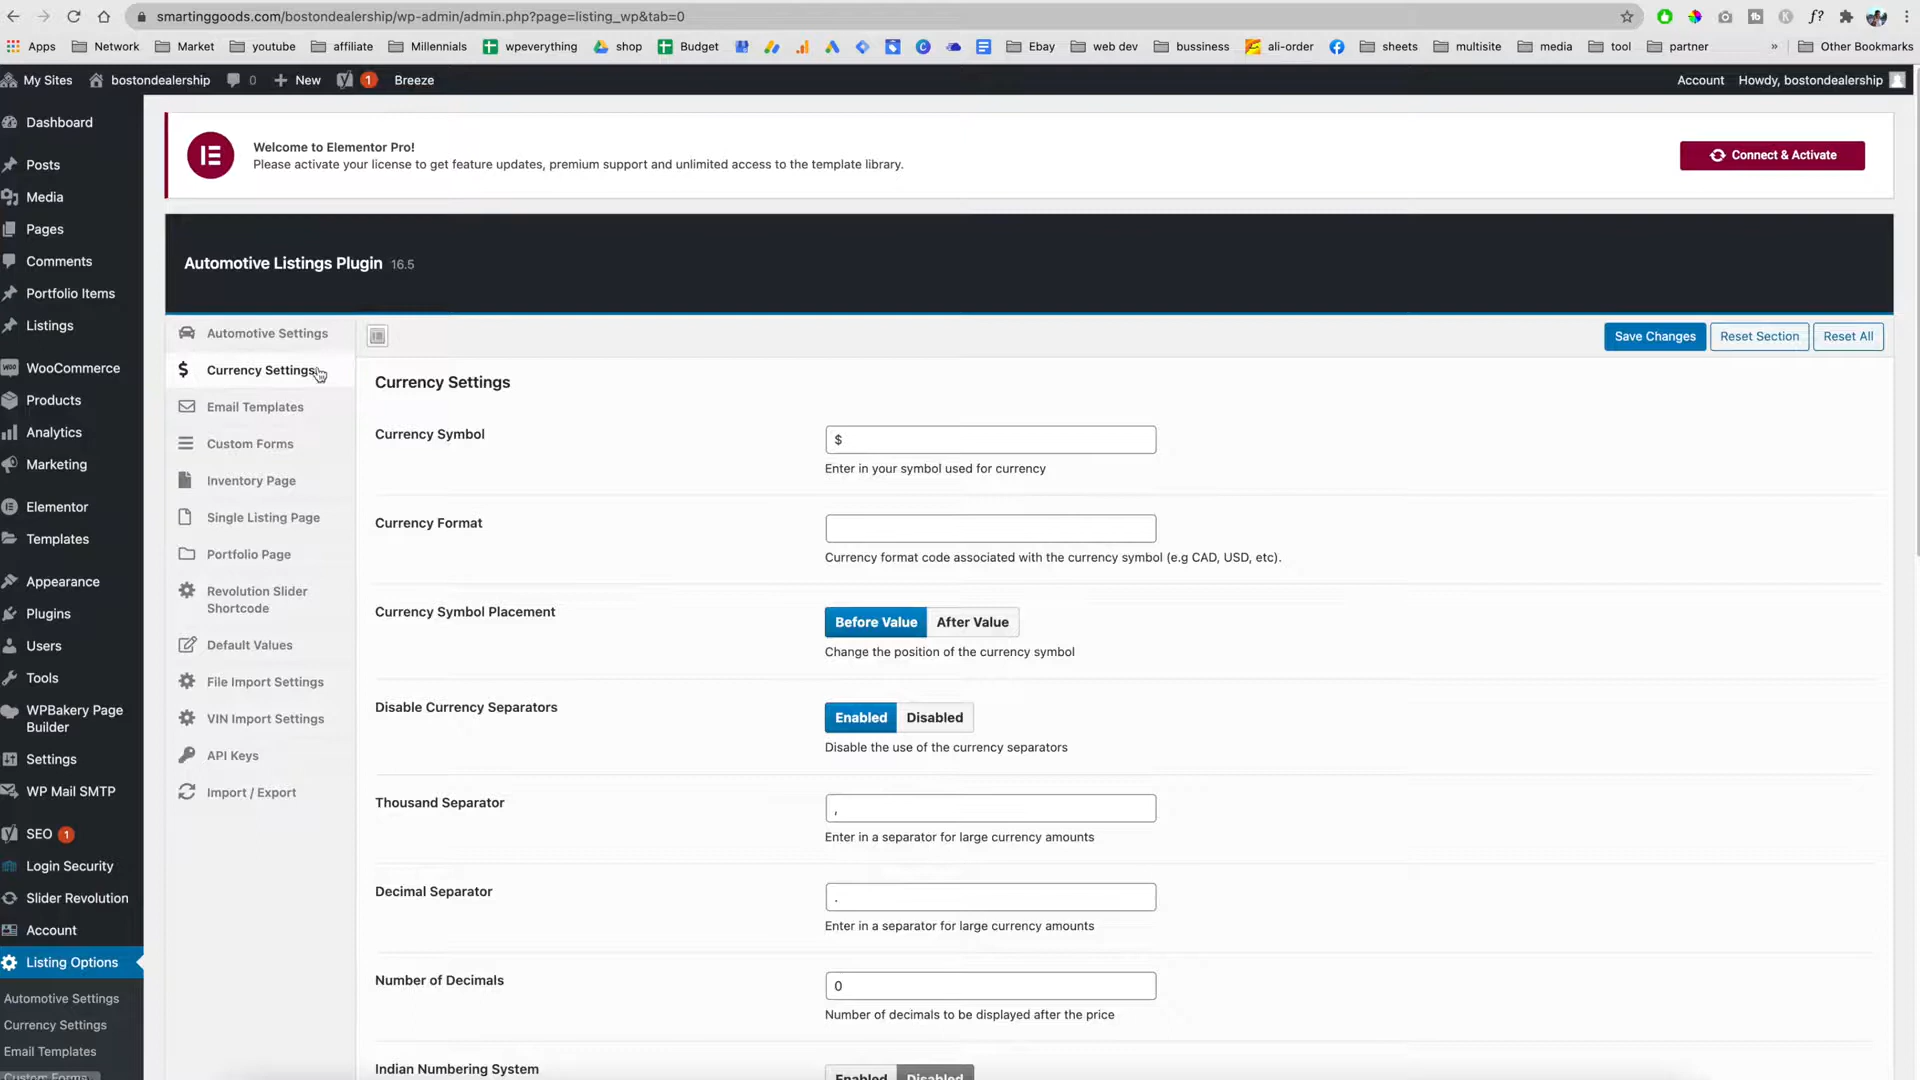 smartinggoods.com/bostondealership/wp-admin/admin.php?page=listing_wp&tab=0
Apps Network Market youtube affiliate Millennials wpeverything shop Budget Ebay web dev bussiness ali-order sheets multisite media tool partner » Other Bookmarks
My Sites bostondealership 0 + New 1 Breeze Account Howdy, bostondealership
Dashboard
Posts
Media
Pages
Comments
Portfolio Items
Listings
WooCommerce
Products
Analytics
Marketing
Elementor
Templates
Appearance
Plugins
Users
Tools
WPBakery Page
Builder
Settings
WP Mail SMTP
SEO 1
Login Security
Slider Revolution
Account
Listing Options
Automotive Settings
Currency Settings
Email Templates
Custom Forms
Welcome to Elementor Pro!
Please activate your license to get feature updates, premium support and unlimited access to the template library.
Connect & Activate
Automotive Listings Plugin 16.5
Automotive Settings
Currency Settings
Email Templates
Custom Forms
Inventory Page
Single Listing Page
Portfolio Page
Revolution Slider
Shortcode
Default Values
File Import Settings
VIN Import Settings
API Keys
Import / Export
Save Changes Reset Section Reset All
Currency Settings
Currency Symbol
$
Enter in your symbol used for currency
Currency Format
Currency format code associated with the currency symbol (e.g CAD, USD, etc).
Currency Symbol Placement
Before Value After Value
Change the position of the currency symbol
Disable Currency Separators
Enabled Disabled
Disable the use of the currency separators
Thousand Separator
,
Enter in a separator for large currency amounts
Decimal Separator
.
Enter in a separator for large currency amounts
Number of Decimals
0
Number of decimals to be displayed after the price
Indian Numbering System
Enabled Disabled